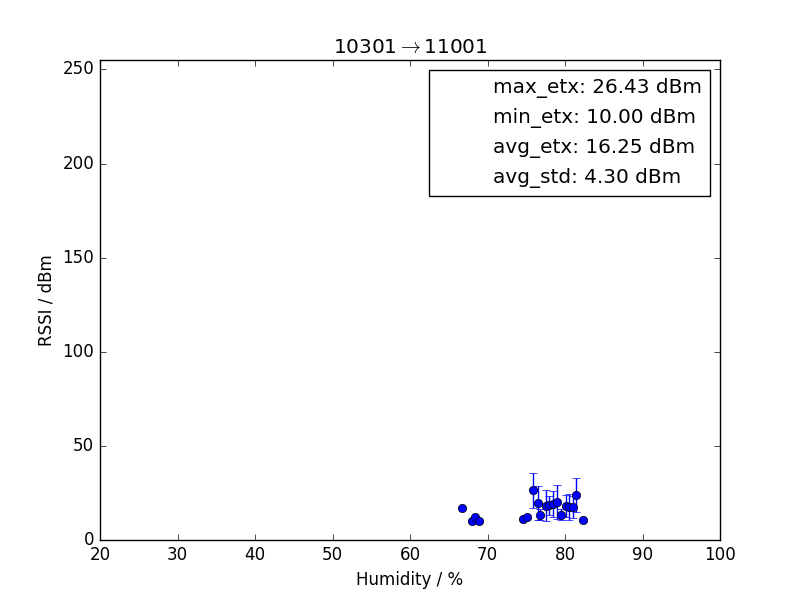 10301→11001
max_etx: 26.43 dBm
min_etx: 10.00 dBm
avg_etx: 16.25 dBm
avg_std: 4.30 dBm
RSSI / dBm
250
200
150
100
50
0
20 30 40 50 60 70 80 90 100
Humidity / %